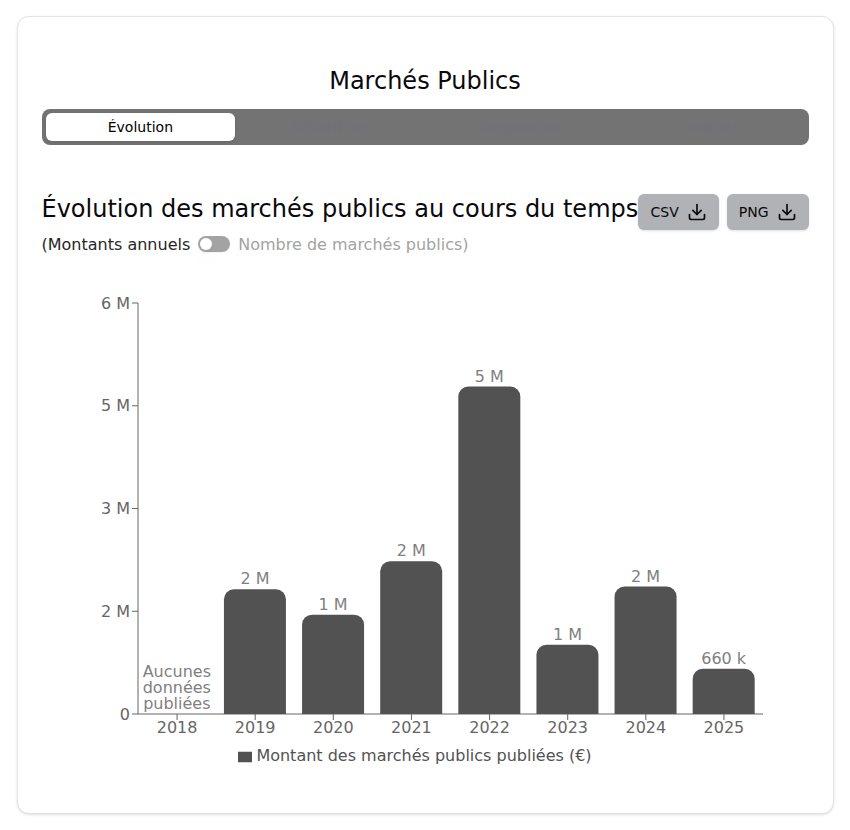 Marchés Publics
Évolution
Évolution des marchés publics au cours du temps
CSV
PNG
(Montants annuels
Nombre de marchés publics)
6 M
5 M
3 M
2 M
0
Aucunes
données
publiées
2 M
1 M
2 M
5 M
1 M
2 M
660 k
2018
2019
2020
2021
2022
2023
2024
2025
Montant des marchés publics publiées (€)